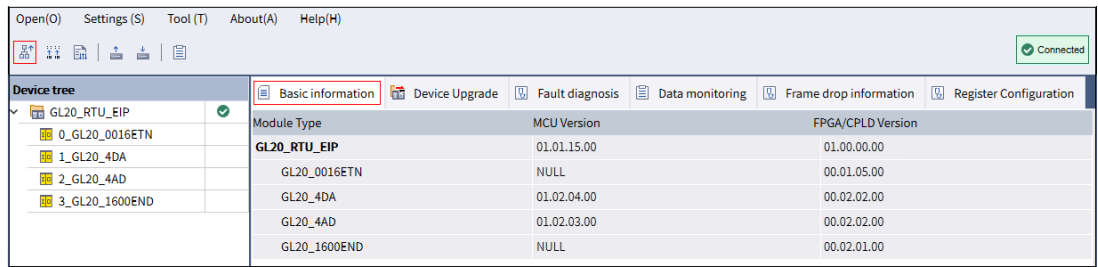 Open(O) Settings (S) Tool (T) About(A) Help(H)
Connected
Device tree
GL20_RTU_EIP
0_GL20_0016ETN
1_GL20_4DA
2_GL20_4AD
3_GL20_1600END
Basic information Device Upgrade Fault diagnosis Data monitoring Frame drop information Register Configuration
Module Type MCU Version FPGA/CPLD Version
GL20_RTU_EIP 01.01.15.00 01.00.00.00
GL20_0016ETN NULL 00.01.05.00
GL20_4DA 01.02.04.00 00.02.02.00
GL20_4AD 01.02.03.00 00.02.02.00
GL20_1600END NULL 00.02.01.00